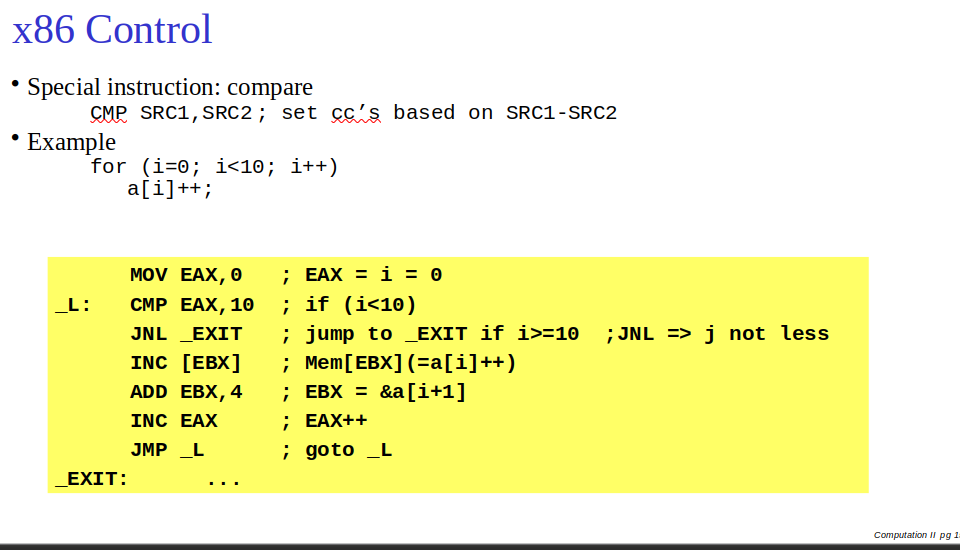 x86 Control
• Special instruction: compare
CMP SRC1,SRC2; set cc’s based on SRC1-SRC2
• Example
for (i=0; i<10; i++)
a[i]++;
MOV EAX,0 ; EAX = i = 0
_L: CMP EAX,10 ; if (i<10)
JNL _EXIT ; jump to _EXIT if i>=10 ;JNL => j not less
INC [EBX] ; Mem[EBX](=a[i]++)
ADD EBX,4 ; EBX = &a[i+1]
INC EAX ; EAX++
JMP _L ; goto _L
_EXIT: ...
Computation II pg